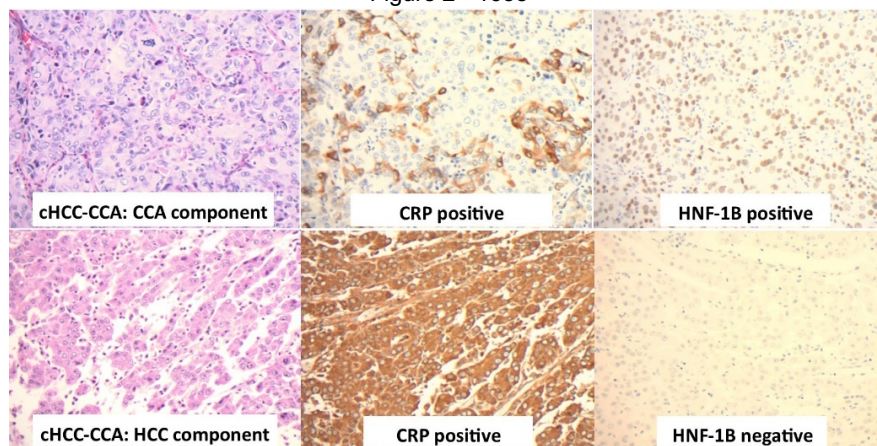 cHCC-CCA: CCA component
CRP positive
HNF-1B positive
cHCC-CCA: HCC component
CRP positive
HNF-1B negative